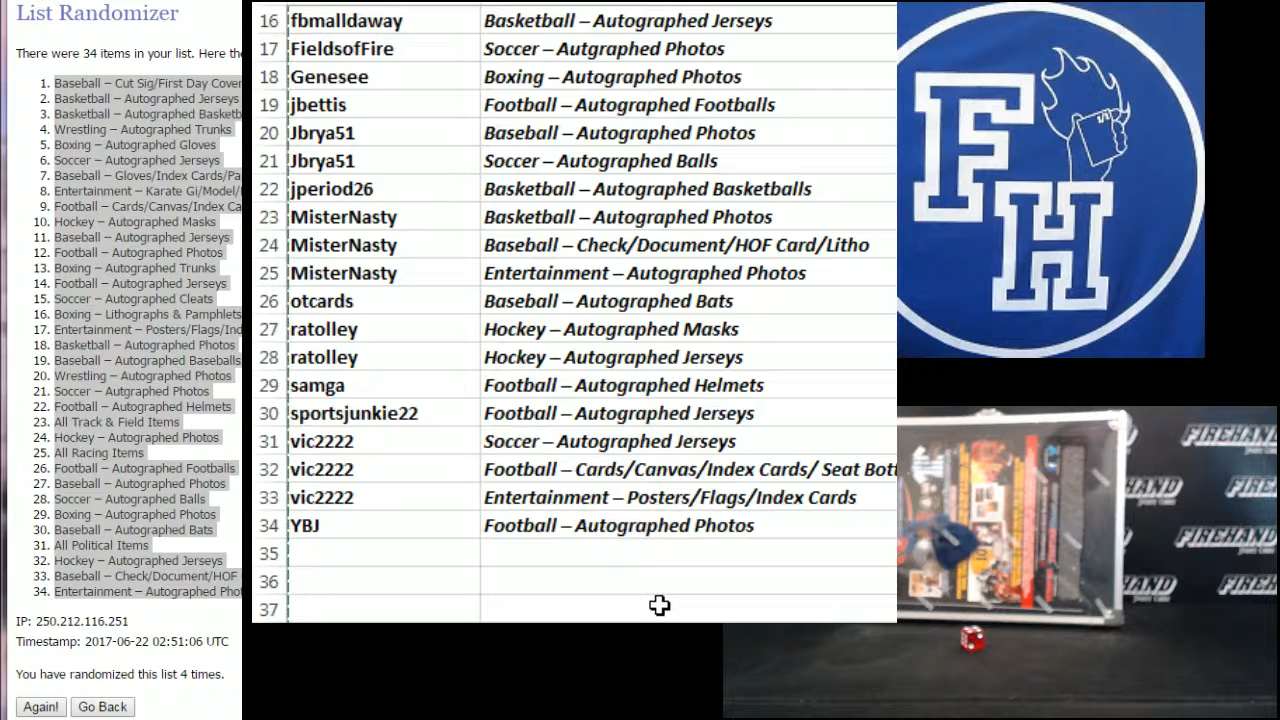 List Randomizer
There were 34 items in your list. Here the
1. Baseball – Cut Sig/First Day Cover
2. Basketball – Autographed Jerseys
3. Basketball – Autographed Basketb
4. Wrestling – Autographed Trunks
5. Boxing – Autographed Gloves
6. Soccer – Autographed Jerseys
7. Baseball – Gloves/Index Cards/Pa
8. Entertainment – Karate Gi/Model/
9. Football – Cards/Canvas/Index Ca
10. Hockey – Autographed Masks
11. Baseball – Autographed Jerseys
12. Football – Autographed Photos
13. Boxing – Autographed Trunks
14. Football – Autographed Jerseys
15. Soccer – Autographed Cleats
16. Boxing – Lithographs & Pamphlets
17. Entertainment – Posters/Flags/Ind
18. Basketball – Autographed Photos
19. Baseball – Autographed Baseballs
20. Wrestling – Autographed Photos
21. Soccer – Autgraphed Photos
22. Football – Autographed Helmets
23. All Track & Field Items
24. Hockey – Autographed Photos
25. All Racing Items
26. Football – Autographed Footballs
27. Baseball – Autographed Photos
28. Soccer – Autographed Balls
29. Boxing – Autographed Photos
30. Baseball – Autographed Bats
31. All Political Items
32. Hockey – Autographed Jerseys
33. Baseball – Check/Document/HOF
34. Entertainment – Autographed Phot
IP: 250.212.116.251
Timestamp: 2017-06-22 02:51:06 UTC
You have randomized this list 4 times.
Again! Go Back
16 fbmalldaway Basketball – Autographed Jerseys
17 FieldsofFire Soccer – Autgraphed Photos
18 Genesee Boxing – Autographed Photos
19 jbettis Football – Autographed Footballs
20 Jbrya51 Baseball – Autographed Photos
21 Jbrya51 Soccer – Autographed Balls
22 jperiod26 Basketball – Autographed Basketballs
23 MisterNasty Basketball – Autographed Photos
24 MisterNasty Baseball – Check/Document/HOF Card/Litho
25 MisterNasty Entertainment – Autographed Photos
26 otcards Baseball – Autographed Bats
27 ratolley Hockey – Autographed Masks
28 ratolley Hockey – Autographed Jerseys
29 samga Football – Autographed Helmets
30 sportsjunkie22 Football – Autographed Jerseys
31 vic2222 Soccer – Autographed Jerseys
32 vic2222 Football – Cards/Canvas/Index Cards/ Seat Bott
33 vic2222 Entertainment – Posters/Flags/Index Cards
34 YBJ Football – Autographed Photos
35
36
37
FH
FIREHAND
FIREHAND